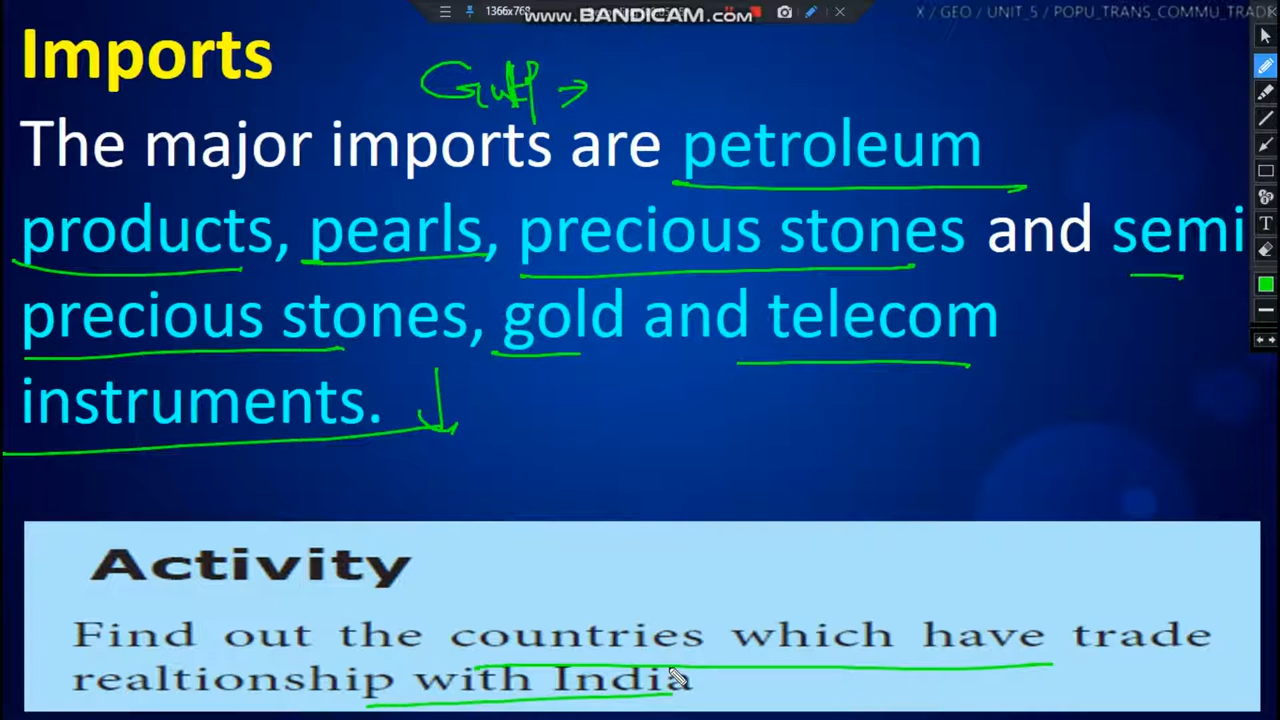 1366x768
www.BANDICAM.com
X / GEO / UNIT_5 / POPU_TRANS_COMMU_TRADE
Imports
Gulf →
The major imports are petroleum
products, pearls, precious stones and semi
precious stones, gold and telecom
instruments.
Activity
Find out the countries which have trade
realtionship with India